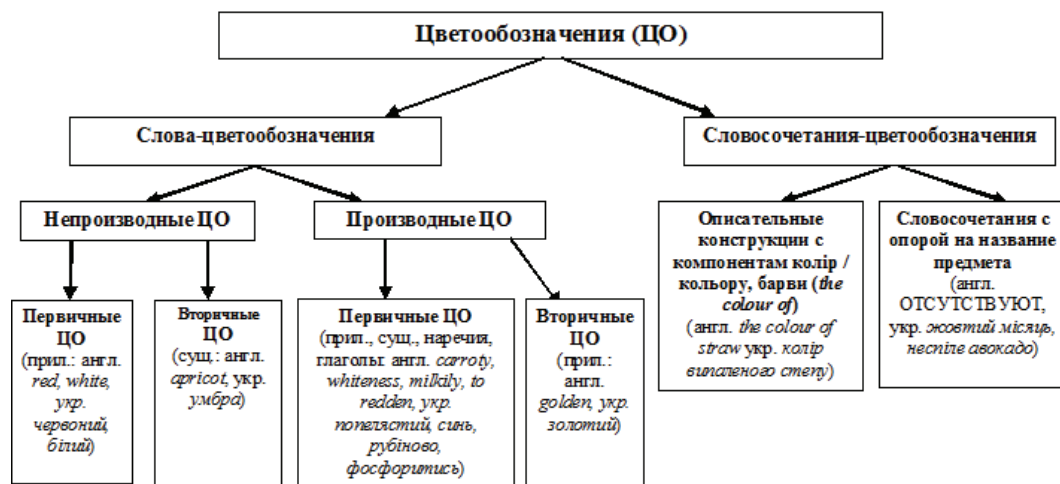 Цветообозначения (ЦО)
Слова-цветообозначения
Словосочетания-цветообозначения
Непроизводные ЦО
Производные ЦО
Описательные
конструкции с
компонентам колір /
кольору, барви (the
colour of)
(англ. the colour of
straw укр. колір
випаленого степу)
Словосочетания с
опорой на название
предмета
(англ.
ОТСУТСТВУЮТ,
укр. жовтий місяць,
неспіле авокадо)
Первичные
ЦО
(прил.: англ.
red, white,
укр.
червоний,
білий)
Вторичные
ЦО
(сущ.: англ.
apricot, укр.
умбра)
Первичные ЦО
(прил., сущ., наречия,
глаголы: англ. carroty,
whiteness, milkily, to
redden, укр.
попелястий, синь,
рубіново,
фосфоритись)
Вторичные
ЦО
(прил.:
англ.
golden, укр.
золотий)